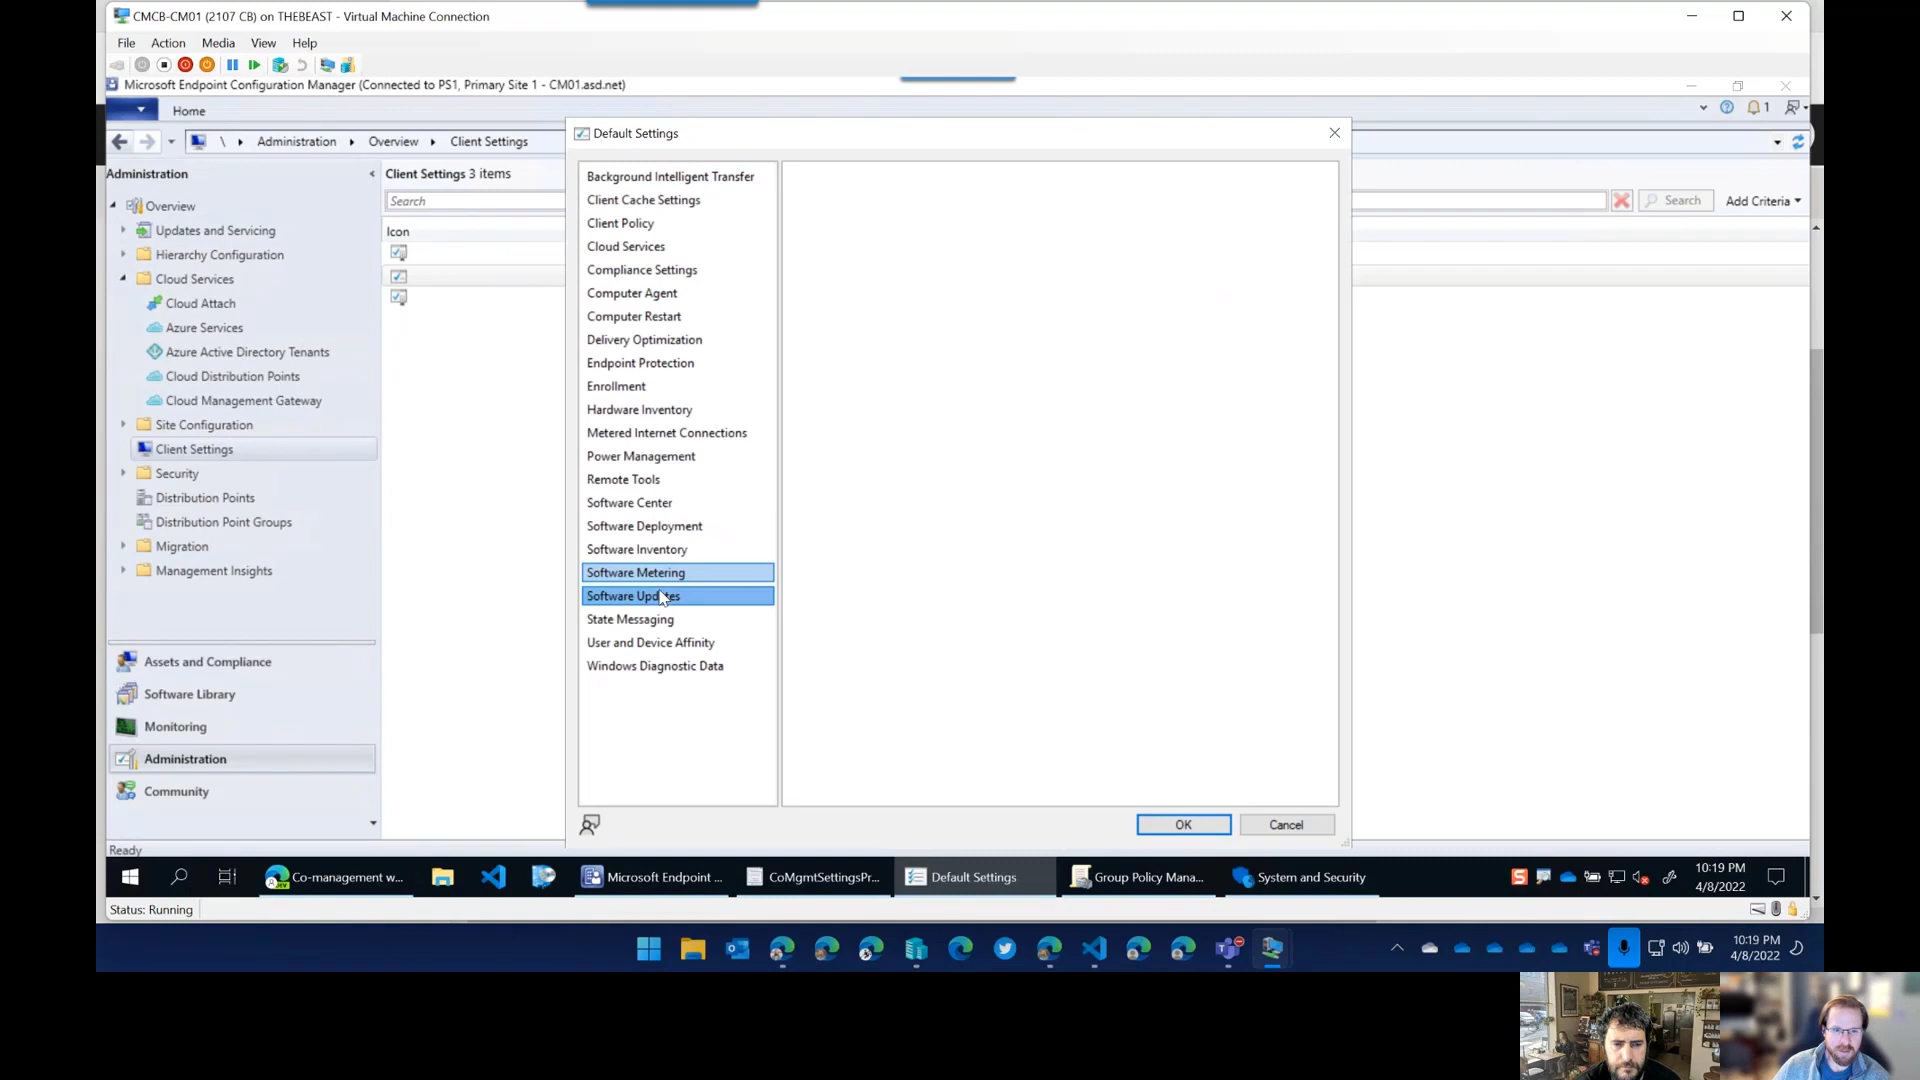 CMCB-CM01 (2107 CB) on THEBEAST - Virtual Machine Connection
File Action Media View Help
Microsoft Endpoint Configuration Manager (Connected to PS1, Primary Site 1 - CM01.asd.net)
Home
1
\ Administration Overview Client Settings
Default Settings
Administration
Overview
Updates and Servicing
Hierarchy Configuration
Cloud Services
Cloud Attach
Azure Services
Azure Active Directory Tenants
Cloud Distribution Points
Cloud Management Gateway
Site Configuration
Client Settings
Security
Distribution Points
Distribution Point Groups
Migration
Management Insights
Assets and Compliance
Software Library
Monitoring
Administration
Community
Client Settings 3 items
Search
Search
Add Criteria
Icon
Background Intelligent Transfer
Client Cache Settings
Client Policy
Cloud Services
Compliance Settings
Computer Agent
Computer Restart
Delivery Optimization
Endpoint Protection
Enrollment
Hardware Inventory
Metered Internet Connections
Power Management
Remote Tools
Software Center
Software Deployment
Software Inventory
Software Metering
Software Updates
State Messaging
User and Device Affinity
Windows Diagnostic Data
OK
Cancel
Ready
Co-management w...
Microsoft Endpoint ...
CoMgmtSettingsPr...
Default Settings
Group Policy Mana...
System and Security
10:19 PM
4/8/2022
Status: Running
10:19 PM
4/8/2022